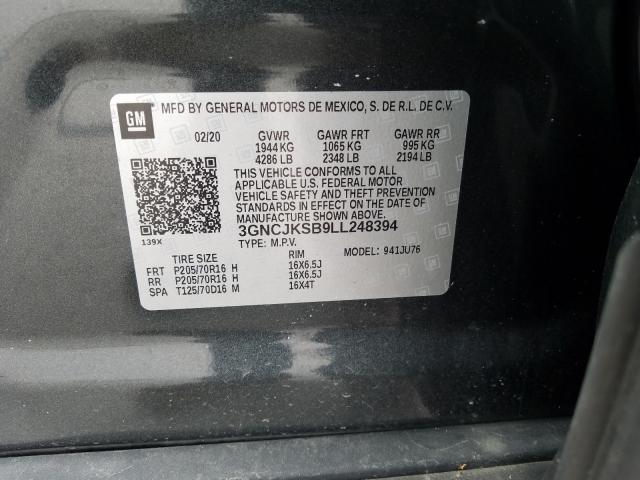 GM
MFD BY GENERAL MOTORS DE MEXICO, S. DE R.L. DE C.V.
02/20 GVWR GAWR FRT GAWR RR
1944 KG 1065 KG 995 KG
4286 LB 2348 LB 2194 LB
THIS VEHICLE CONFORMS TO ALL
APPLICABLE U.S. FEDERAL MOTOR
VEHICLE SAFETY AND THEFT PREVENTION
STANDARDS IN EFFECT ON THE DATE OF
MANUFACTURE SHOWN ABOVE.
139X
3GNCJKSB9LL248394
TYPE: M.P.V. MODEL: 941JU76
TIRE SIZE RIM
FRT P205/70R16 H 16X6.5J
RR P205/70R16 H 16X6.5J
SPA T125/70D16 M 16X4T